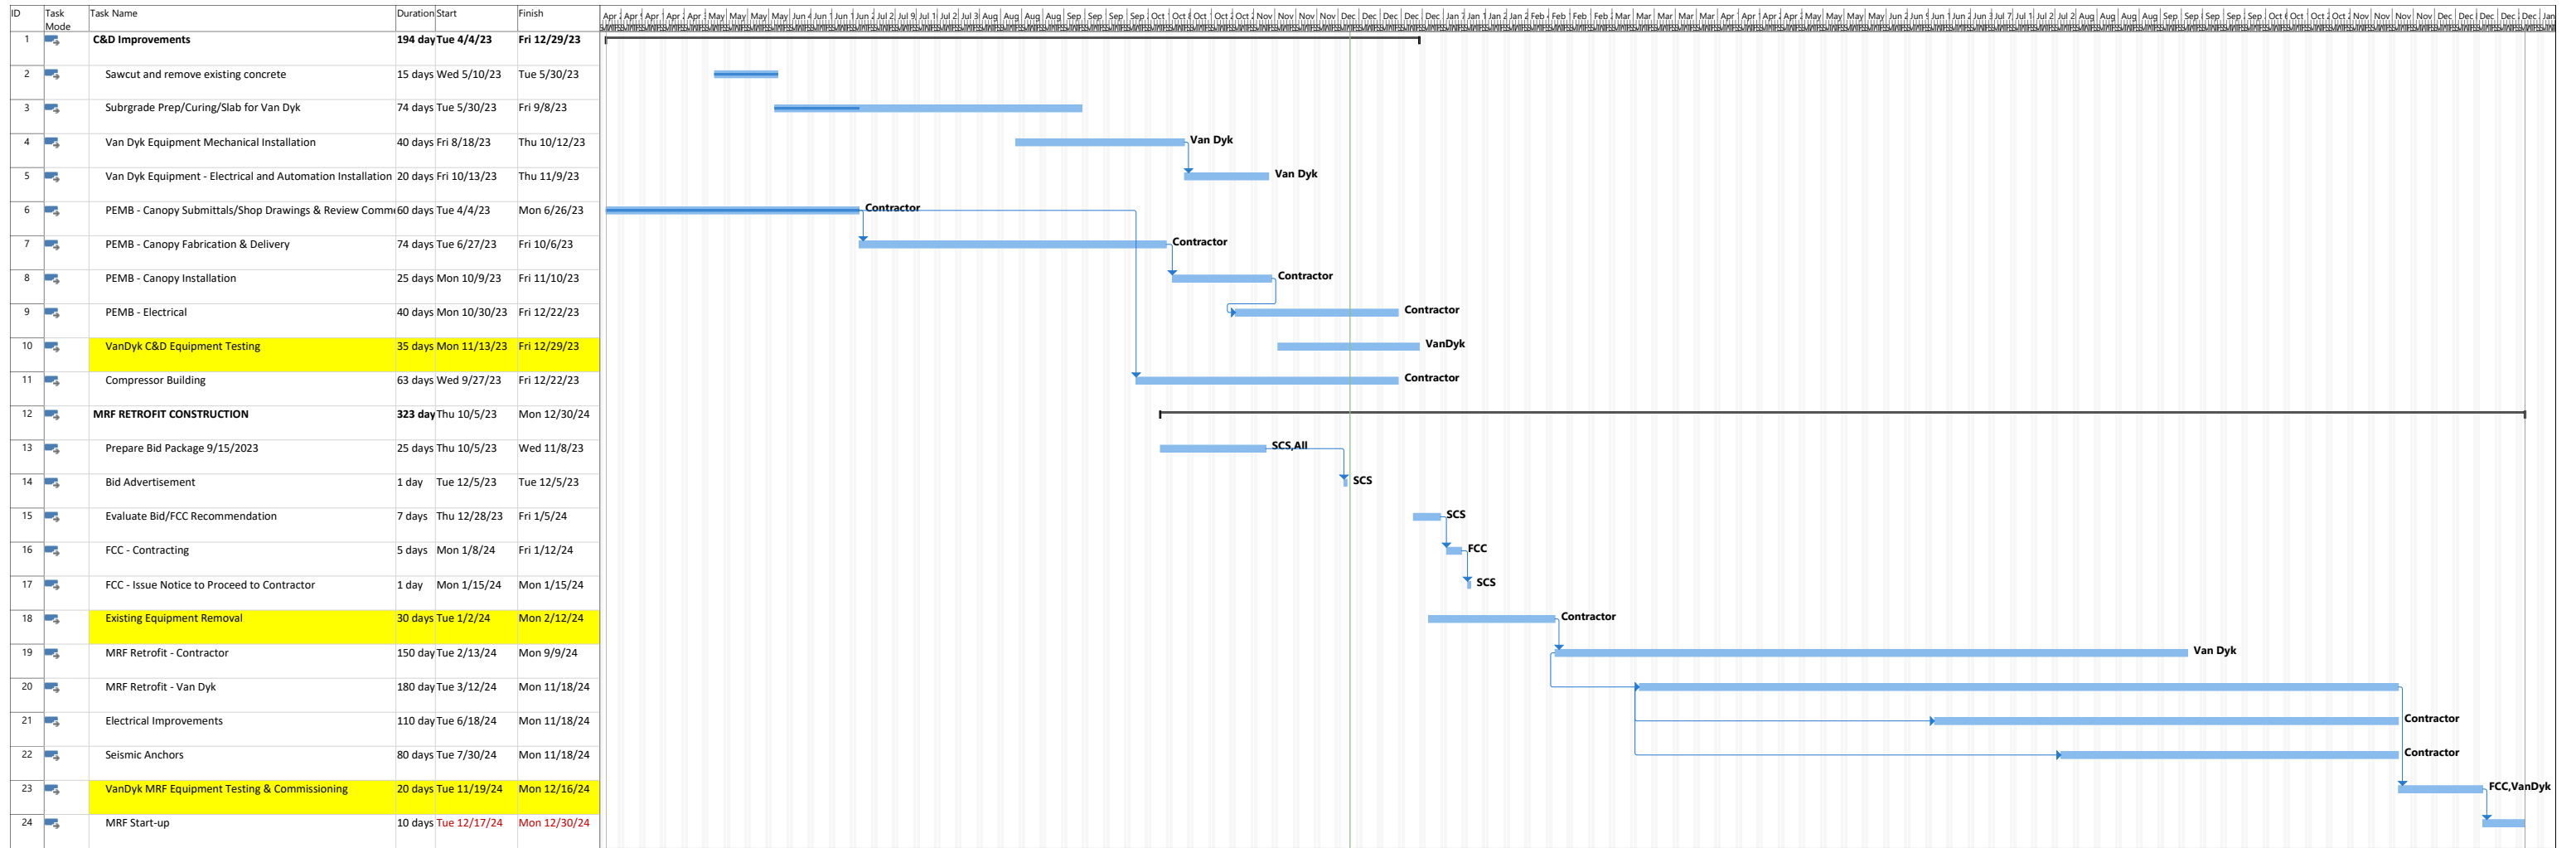 ID Task Mode Task Name Duration Start Finish
1 C&D Improvements 194 day Tue 4/4/23 Fri 12/29/23
2 Sawcut and remove existing concrete 15 days Wed 5/10/23 Tue 5/30/23
3 Subrgrade Prep/Curing/Slab for Van Dyk 74 days Tue 5/30/23 Fri 9/8/23
4 Van Dyk Equipment Mechanical Installation 40 days Fri 8/18/23 Thu 10/12/23 Van Dyk
5 Van Dyk Equipment - Electrical and Automation Installation 20 days Fri 10/13/23 Thu 11/9/23 Van Dyk
6 PEMB - Canopy Submittals/Shop Drawings & Review Comm 60 days Tue 4/4/23 Mon 6/26/23 Contractor
7 PEMB - Canopy Fabrication & Delivery 74 days Tue 6/27/23 Fri 10/6/23 Contractor
8 PEMB - Canopy Installation 25 days Mon 10/9/23 Fri 11/10/23 Contractor
9 PEMB - Electrical 40 days Mon 10/30/23 Fri 12/22/23 Contractor
10 VanDyk C&D Equipment Testing 35 days Mon 11/13/23 Fri 12/29/23 VanDyk
11 Compressor Building 63 days Wed 9/27/23 Fri 12/22/23 Contractor
12 MRF RETROFIT CONSTRUCTION 323 day Thu 10/5/23 Mon 12/30/24
13 Prepare Bid Package 9/15/2023 25 days Thu 10/5/23 Wed 11/8/23 SCS,All
14 Bid Advertisement 1 day Tue 12/5/23 Tue 12/5/23 SCS
15 Evaluate Bid/FCC Recommendation 7 days Thu 12/28/23 Fri 1/5/24 SCS
16 FCC - Contracting 5 days Mon 1/8/24 Fri 1/12/24 FCC
17 FCC - Issue Notice to Proceed to Contractor 1 day Mon 1/15/24 Mon 1/15/24 SCS
18 Existing Equipment Removal 30 days Tue 1/2/24 Mon 2/12/24 Contractor
19 MRF Retrofit - Contractor 150 day Tue 2/13/24 Mon 9/9/24 Van Dyk
20 MRF Retrofit - Van Dyk 180 day Tue 3/12/24 Mon 11/18/24
21 Electrical Improvements 110 day Tue 6/18/24 Mon 11/18/24 Contractor
22 Seismic Anchors 80 days Tue 7/30/24 Mon 11/18/24 Contractor
23 VanDyk MRF Equipment Testing & Commissioning 20 days Tue 11/19/24 Mon 12/16/24 FCC,VanDyk
24 MRF Start-up 10 days Tue 12/17/24 Mon 12/30/24